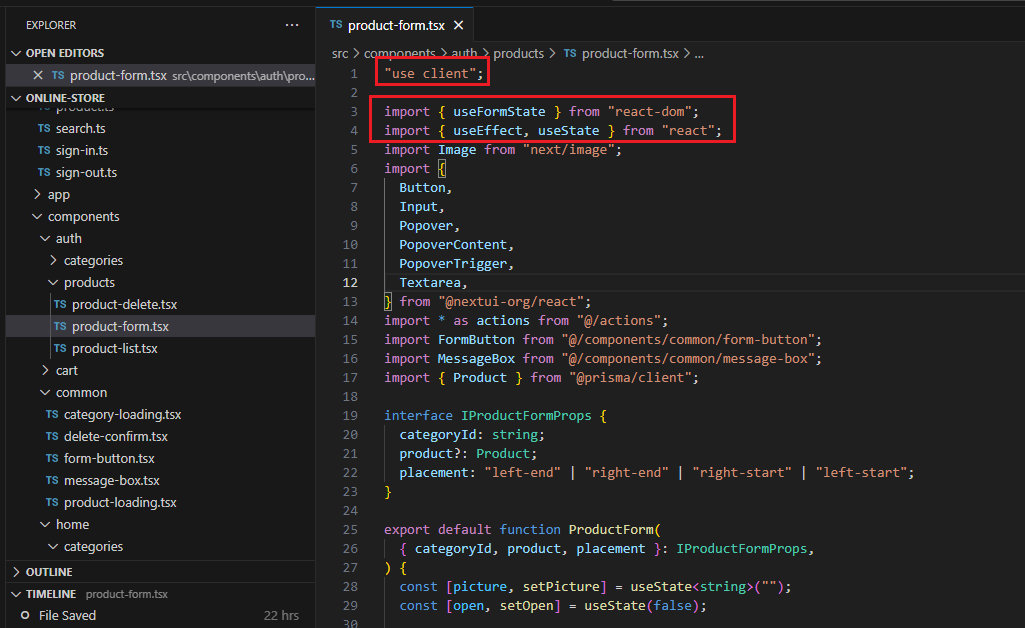 EXPLORER ...
OPEN EDITORS
TS product-form.tsx src\components\auth\pro...
ONLINE-STORE
product.ts
TS search.ts
TS sign-in.ts
TS sign-out.ts
app
components
auth
categories
products
TS product-delete.tsx
TS product-form.tsx
TS product-list.tsx
cart
common
TS category-loading.tsx
TS delete-confirm.tsx
TS form-button.tsx
TS message-box.tsx
TS product-loading.tsx
home
categories
OUTLINE
TIMELINE product-form.tsx
File Saved 22 hrs
TS product-form.tsx
src > components > auth > products > TS product-form.tsx > ...
1 "use client";
2
3 import { useFormState } from "react-dom";
4 import { useEffect, useState } from "react";
5 import Image from "next/image";
6 import {
7 Button,
8 Input,
9 Popover,
10 PopoverContent,
11 PopoverTrigger,
12 Textarea,
13 } from "@nextui-org/react";
14 import * as actions from "@/actions";
15 import FormButton from "@/components/common/form-button";
16 import MessageBox from "@/components/common/message-box";
17 import { Product } from "@prisma/client";
18
19 interface IProductFormProps {
20 categoryId: string;
21 product?: Product;
22 placement: "left-end" | "right-end" | "right-start" | "left-start";
23 }
24
25 export default function ProductForm(
26 { categoryId, product, placement }: IProductFormProps,
27 ) {
28 const [picture, setPicture] = useState<string>("");
29 const [open, setOpen] = useState(false);
30